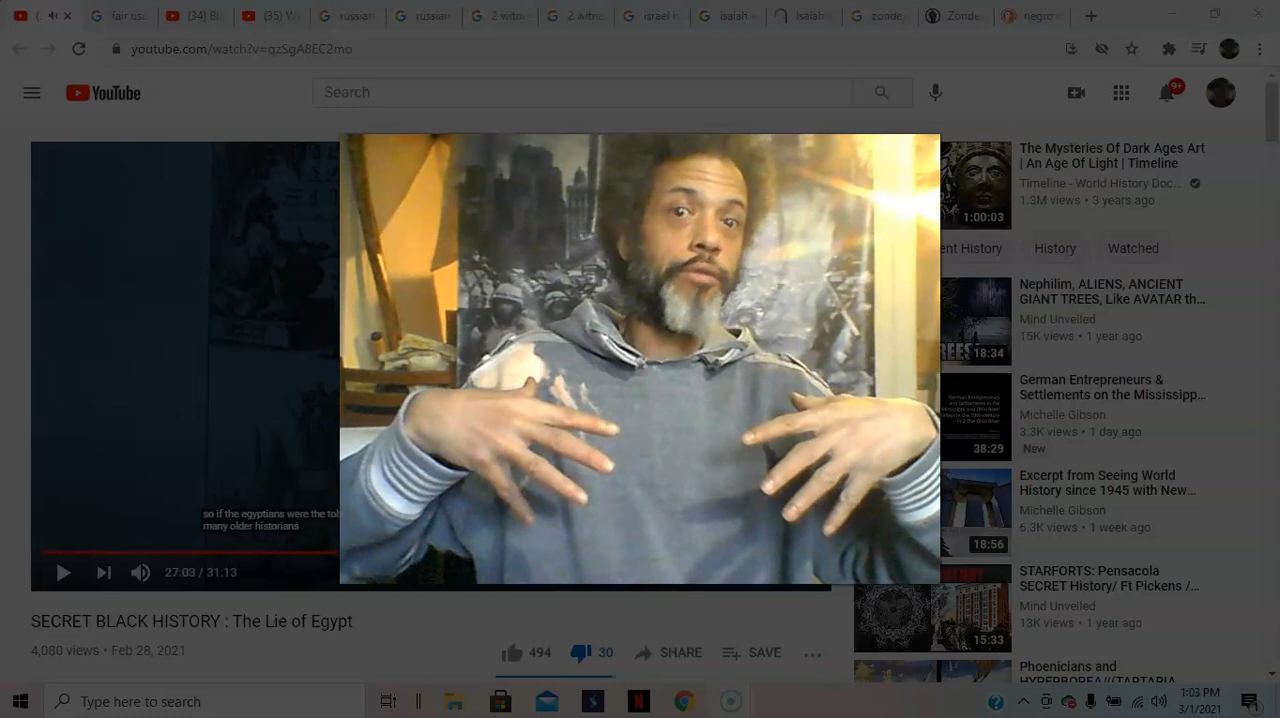 fair us
(34) Bl
(35) W
russian
russian
2 witn
2 witne
israel i
isaiah
Isaiah
zonde
Zonde
negro
youtube.com/watch?v=qzSgA8EC2mo
YouTube
Search
9+
so if the egyptians were the tol
many older historians
27:03 / 31:13
SECRET BLACK HISTORY : The Lie of Egypt
4,080 views • Feb 28, 2021
494
30
SHARE
SAVE
The Mysteries Of Dark Ages Art
| An Age Of Light | Timeline
Timeline - World History Doc...
1.3M views • 3 years ago
1:00:03
ent History
History
Watched
Nephilim, ALIENS, ANCIENT
GIANT TREES, Like AVATAR th...
Mind Unveiled
15K views • 1 year ago
REES
18:34
German Entrepreneurs &
Settlements on the Mississipp...
Michelle Gibson
3.3K views • 1 day ago
New
38:29
Excerpt from Seeing World
History since 1945 with New...
Michelle Gibson
6.3K views • 1 week ago
18:56
STARFORTS: Pensacola
SECRET History/ Ft Pickens /...
Mind Unveiled
13K views • 1 year ago
15:33
Phoenicians and
HYPERBOREA//(TARTARIA
Type here to search
1:03 PM
3/1/2021